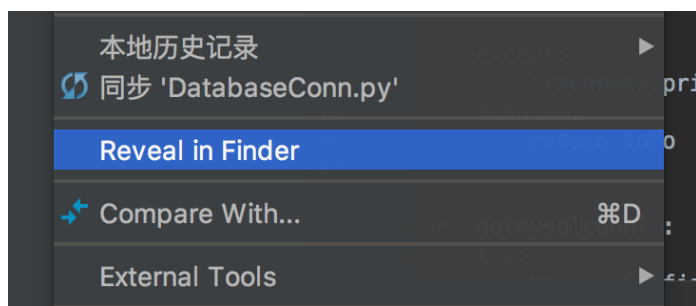 本地历史记录
同步 'DatabaseConn.py'
Reveal in Finder
Compare With...
⌘D
External Tools